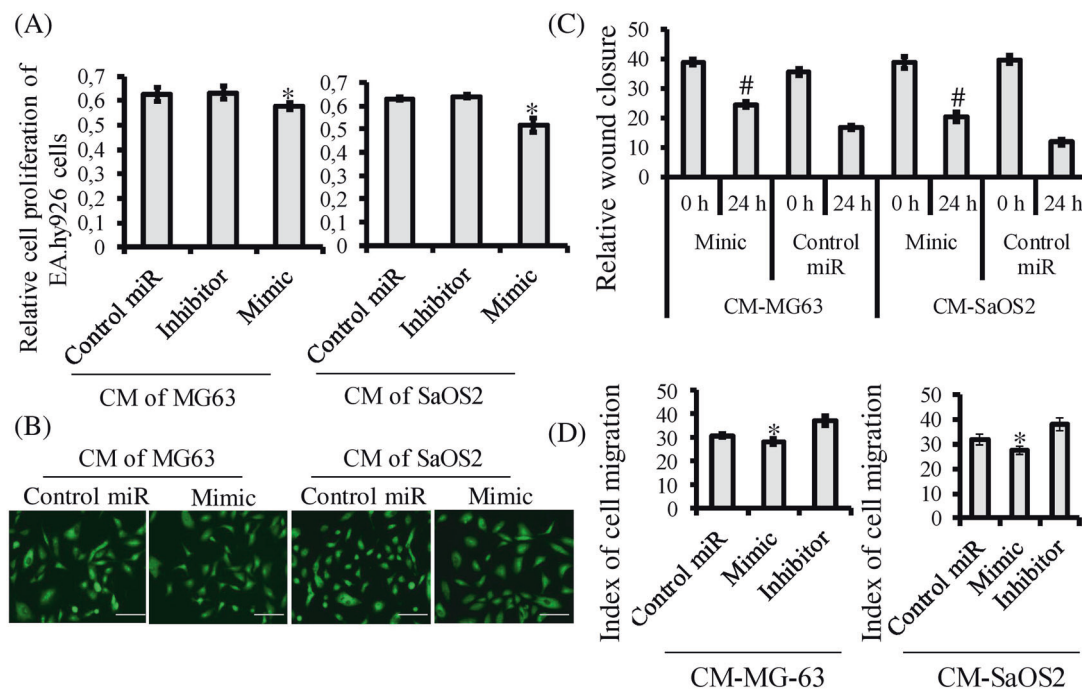 (A)
Relative cell proliferation of
EA.hy926 cells
0,7
0,6
0,5
0,4
0,3
0,2
0,1
0
*
Control miR
Inhibitor
Mimic
CM of MG63
0,7
0,6
0,5
0,4
0,3
0,2
0,1
0
*
Control miR
Inhibitor
Mimic
CM of SaOS2
(B)
CM of MG63
CM of SaOS2
Control miR Mimic Control miR Mimic
(C)
Relative wound closure
50
40
30
20
10
0
# #
0 h 24 h 0 h 24 h 0 h 24 h 0 h 24 h
Minic Control miR Minic Control miR
CM-MG63 CM-SaOS2
(D)
Index of cell migration
50
40
30
20
10
0
*
Control miR
Mimic
Inhibitor
CM-MG-63
Index of cell migration
50
40
30
20
10
0
*
Control miR
Mimic
Inhibitor
CM-SaOS2